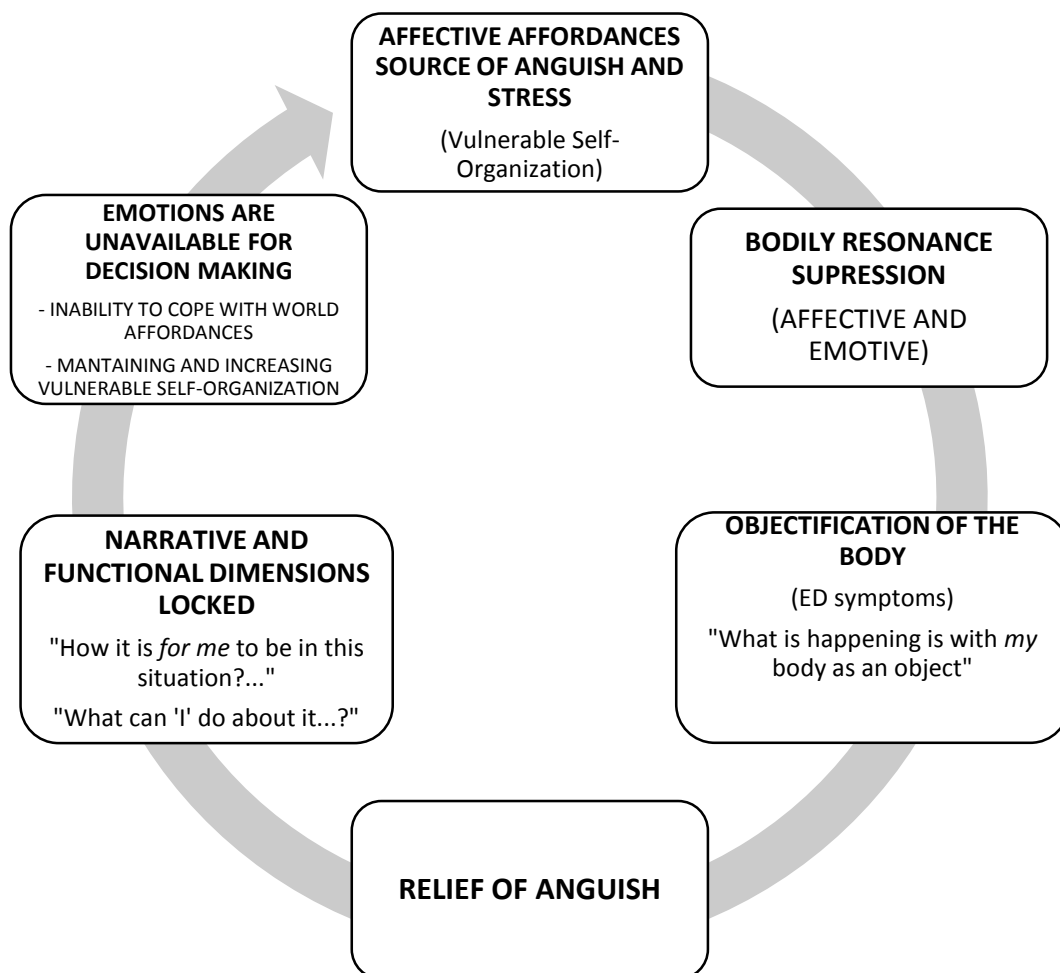 AFFECTIVE AFFORDANCES
SOURCE OF ANGUISH AND
STRESS
(Vulnerable Self-
Organization)
BODILY RESONANCE
SUPRESSION
(AFFECTIVE AND
EMOTIVE)
OBJECTIFICATION OF THE
BODY
(ED symptoms)
"What is happening is with my
body as an object"
RELIEF OF ANGUISH
NARRATIVE AND
FUNCTIONAL DIMENSIONS
LOCKED
"How it is for me to be in this
situation?..."
"What can 'I' do about it...?"
EMOTIONS ARE
UNAVAILABLE FOR
DECISION MAKING
- INABILITY TO COPE WITH WORLD
AFFORDANCES
- MANTAINING AND INCREASING
VULNERABLE SELF-ORGANIZATION